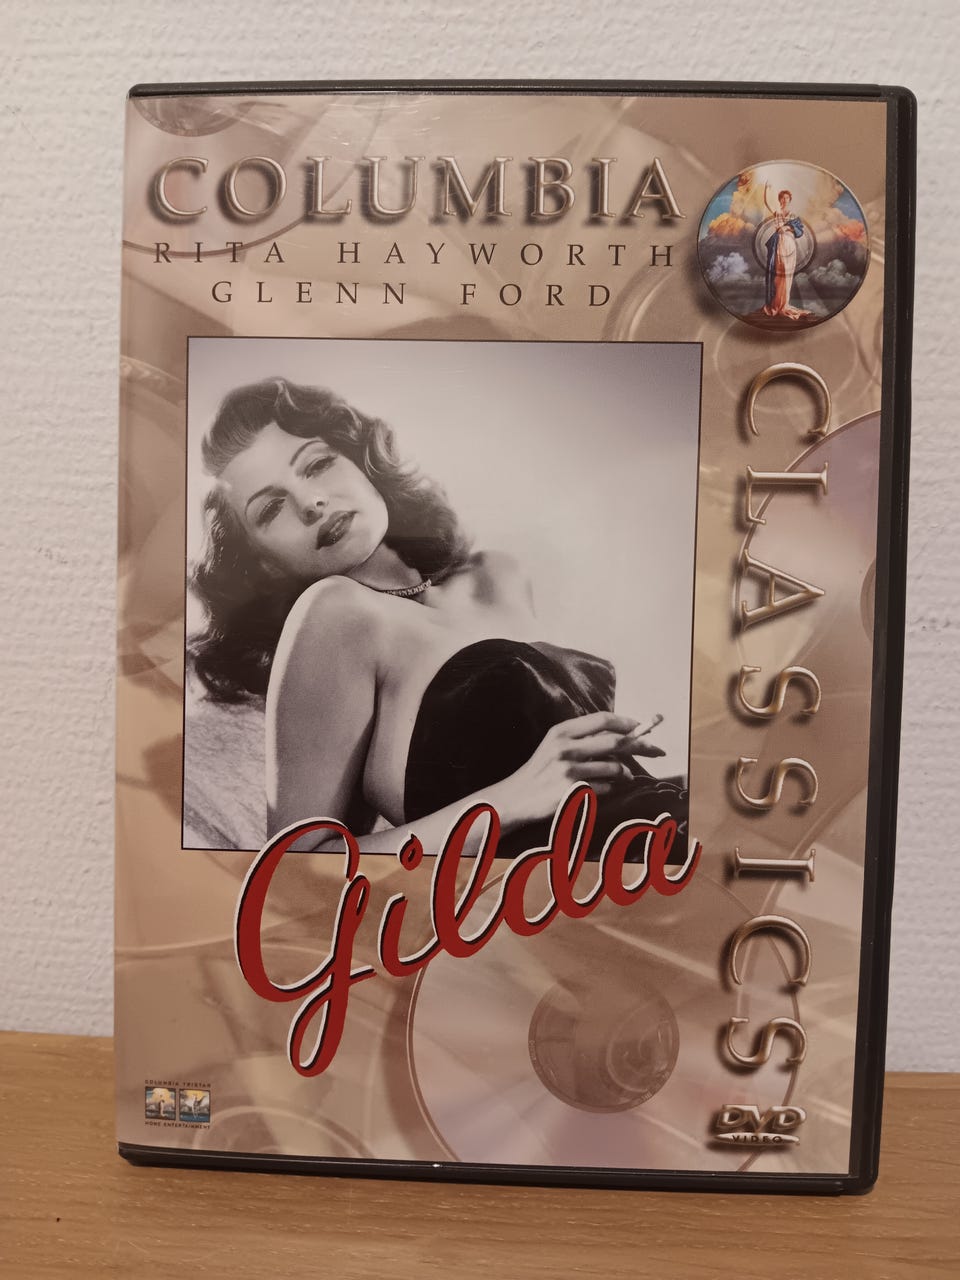 COLUMBIA
RITA HAYWORTH
GLENN FORD
CLASSICS
Gilda
COLUMBIA TRISTAR
HOME ENTERTAINMENT
DVD
VIDEO